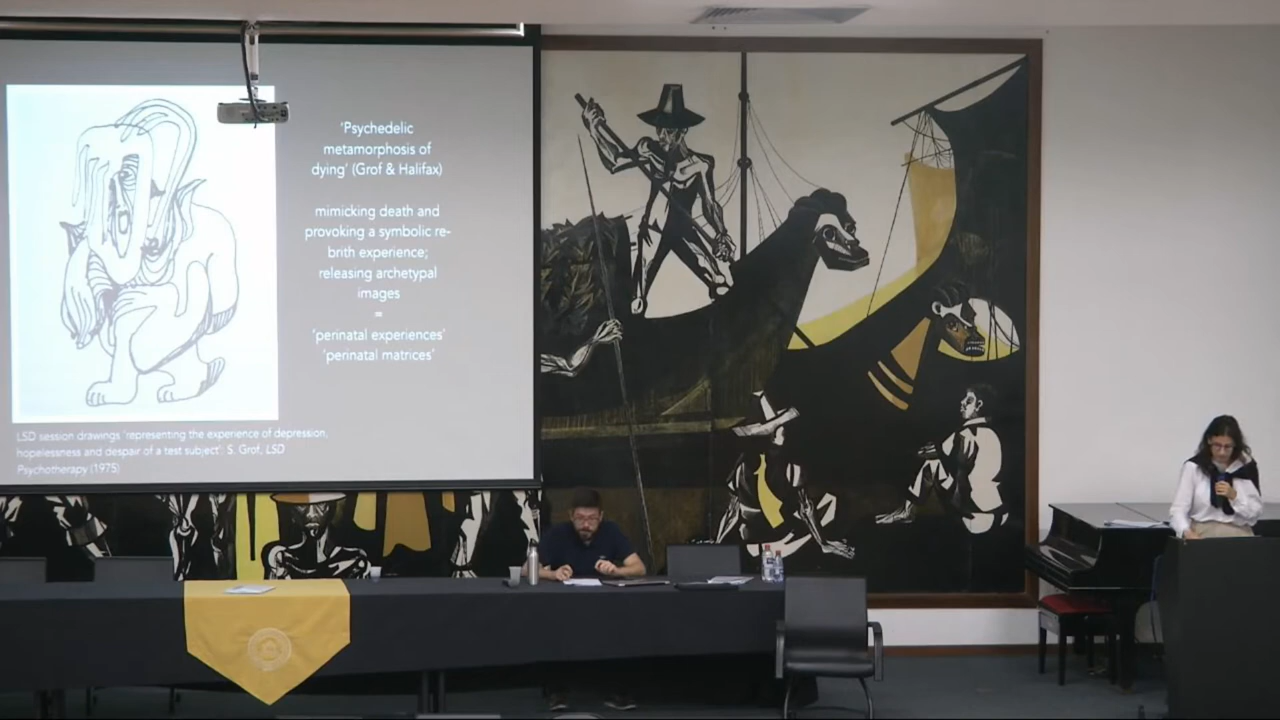 'Psychedelic
metamorphosis of
dying' (Grof & Halifax)
mimicking death and
provoking a symbolic re-
brith experience;
releasing archetypal
images
=
'perinatal experiences'
'perinatal matrices'
LSD session drawings 'representing the experience of depression,
hopelessness and despair of a test subject'. S. Grof, LSD
Psychotherapy (1975)